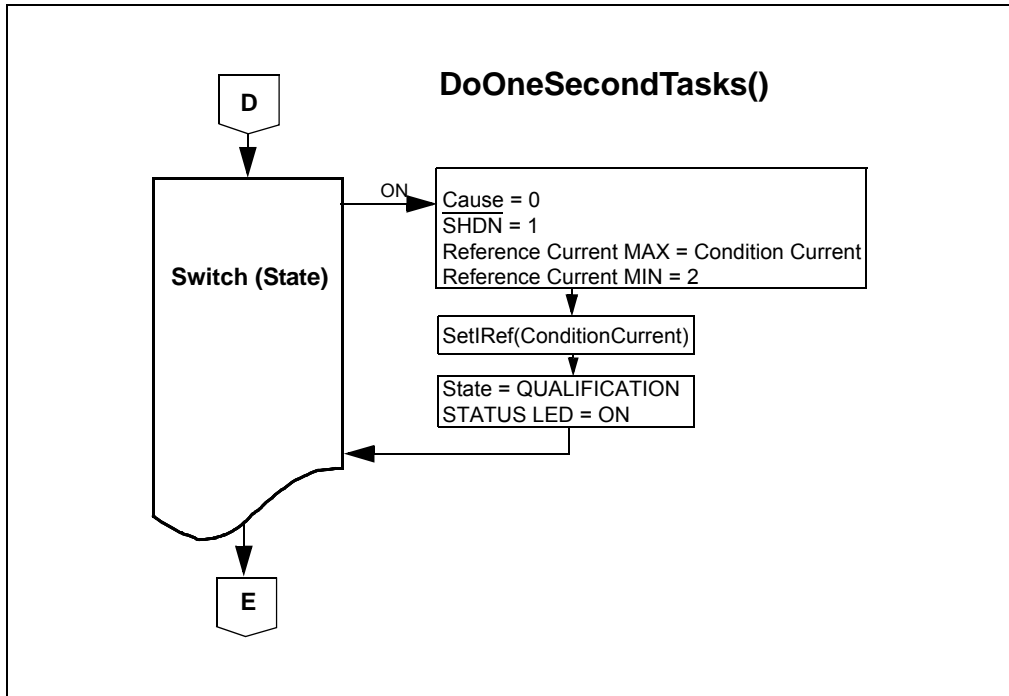 DoOneSecondTasks()
D
ON
Cause = 0
SHDN = 1
Reference Current MAX = Condition Current
Reference Current MIN = 2
Switch (State)
SetIRef(ConditionCurrent)
State = QUALIFICATION
STATUS LED = ON
E